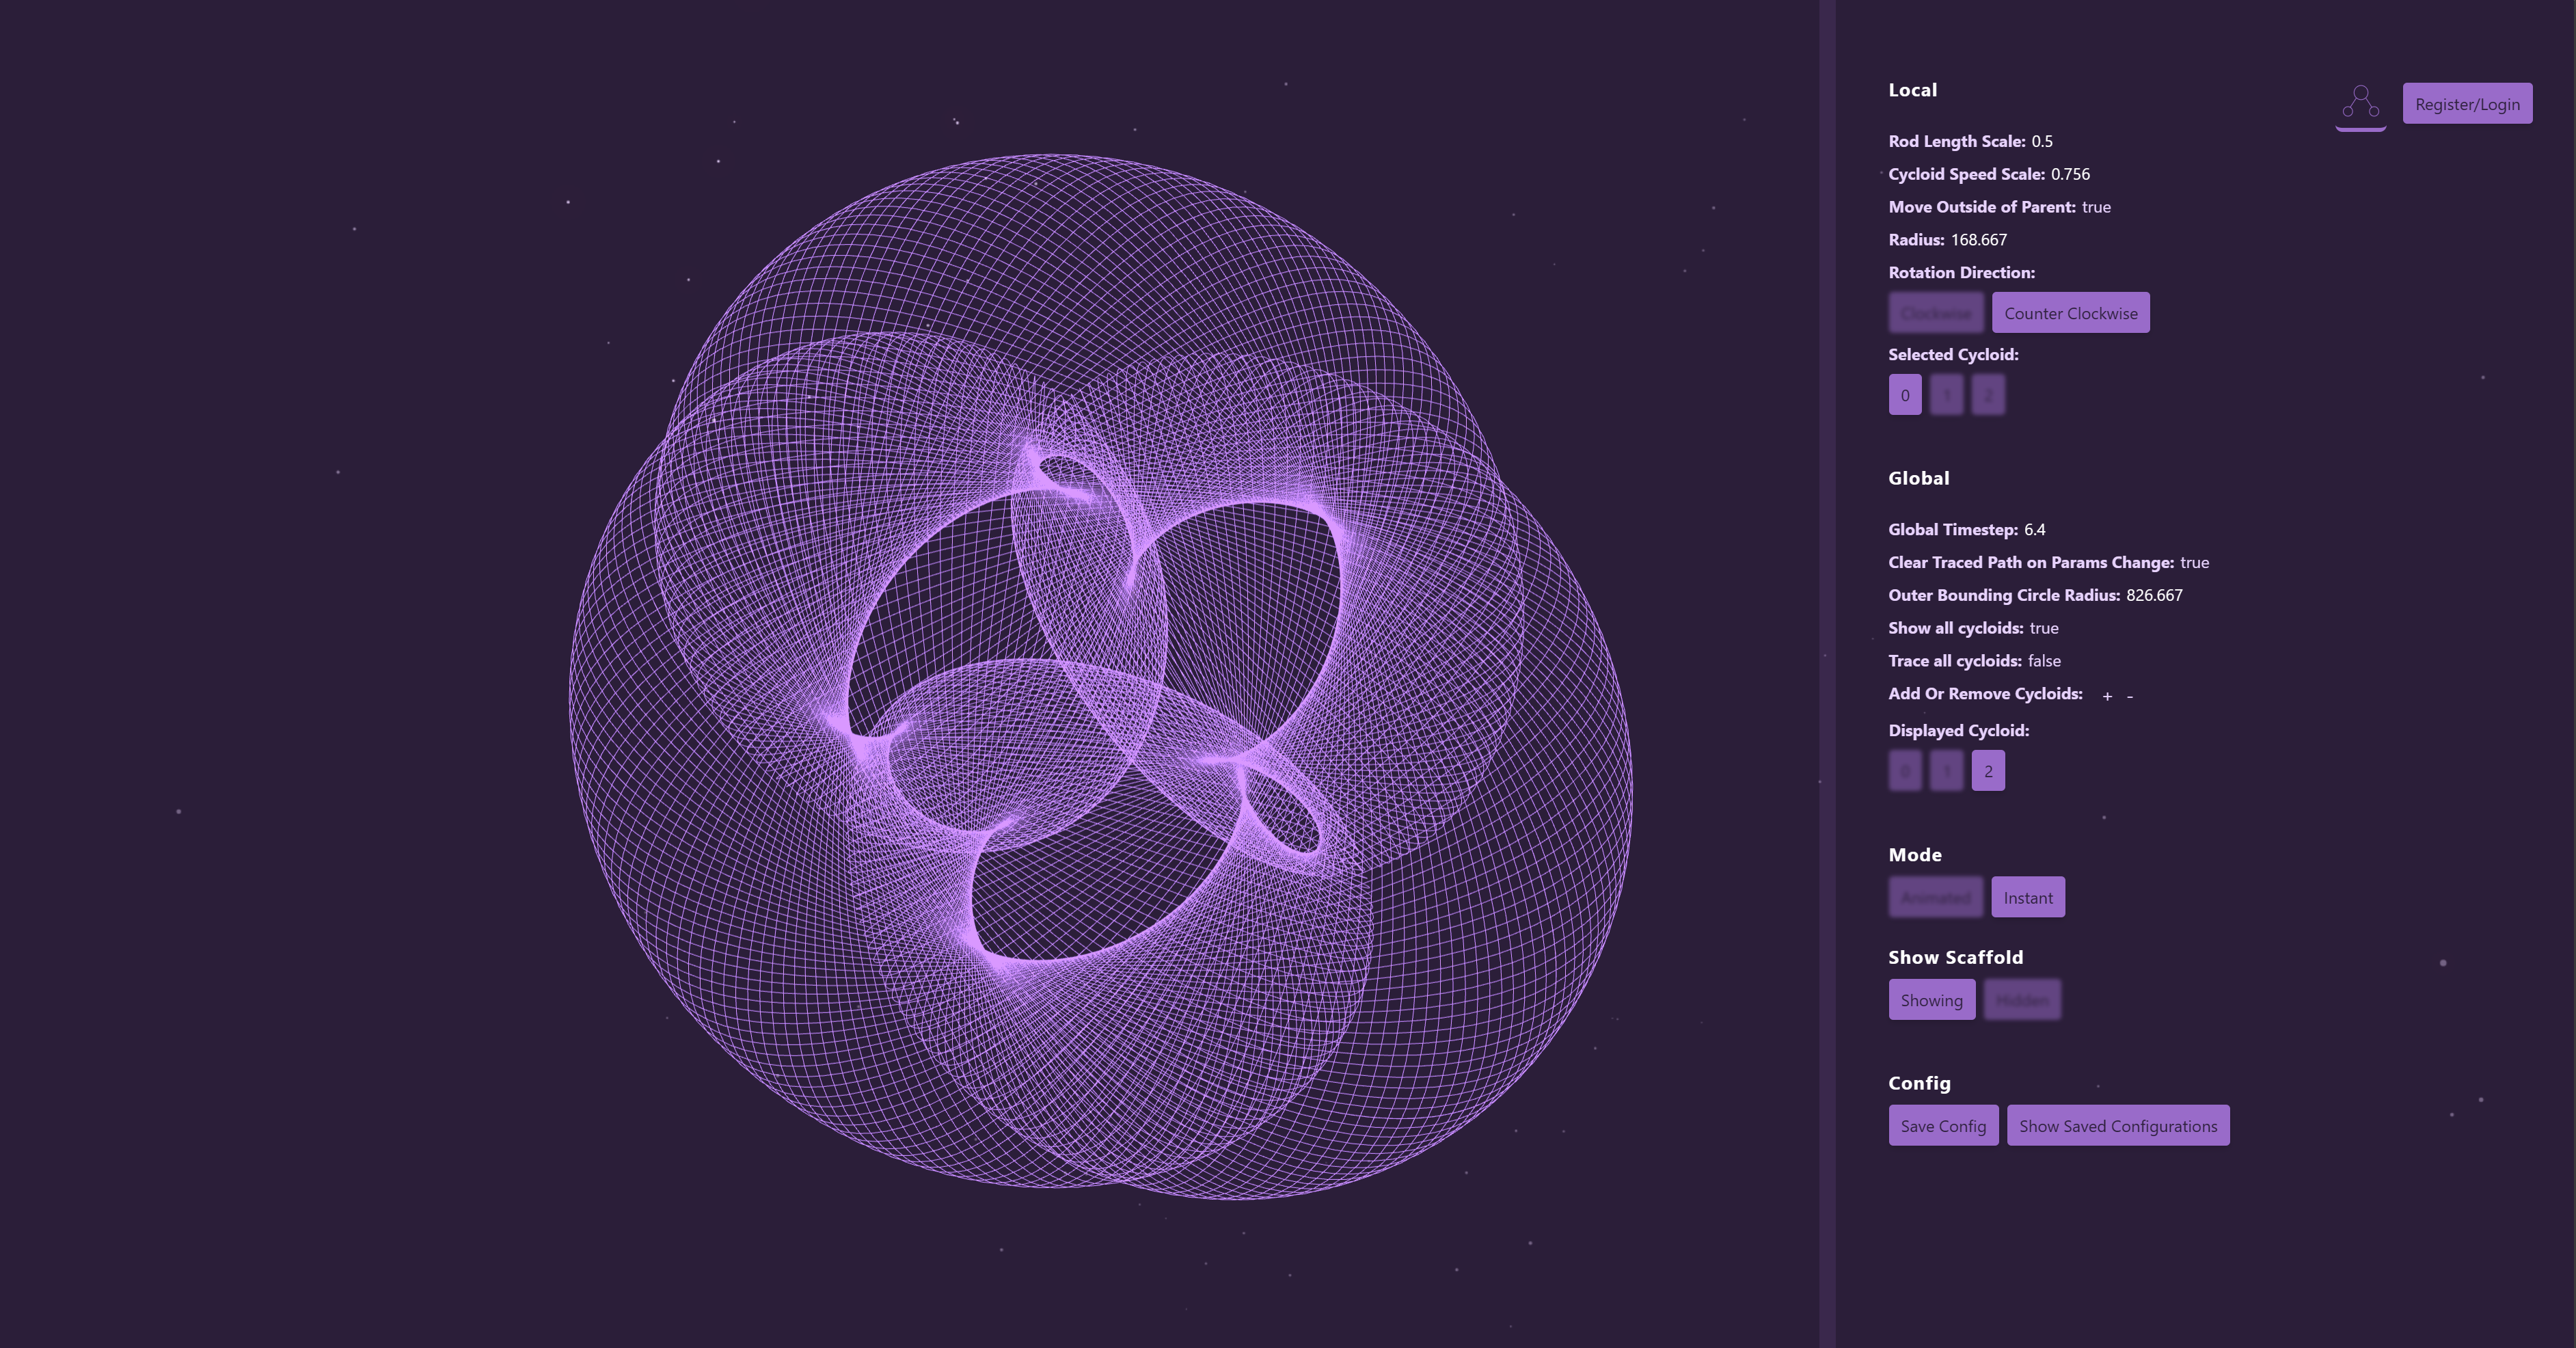 Local
Register/Login
Rod Length Scale: 0.5
Cycloid Speed Scale: 0.756
Move Outside of Parent: true
Radius: 168.667
Rotation Direction:
Clockwise Counter Clockwise
Selected Cycloid:
0 1 2
Global
Global Timestep: 6.4
Clear Traced Path on Params Change: true
Outer Bounding Circle Radius: 826.667
Show all cycloids: true
Trace all cycloids: false
Add Or Remove Cycloids: + -
Displayed Cycloid:
0 1 2
Mode
Animated Instant
Show Scaffold
Showing Hidden
Config
Save Config Show Saved Configurations